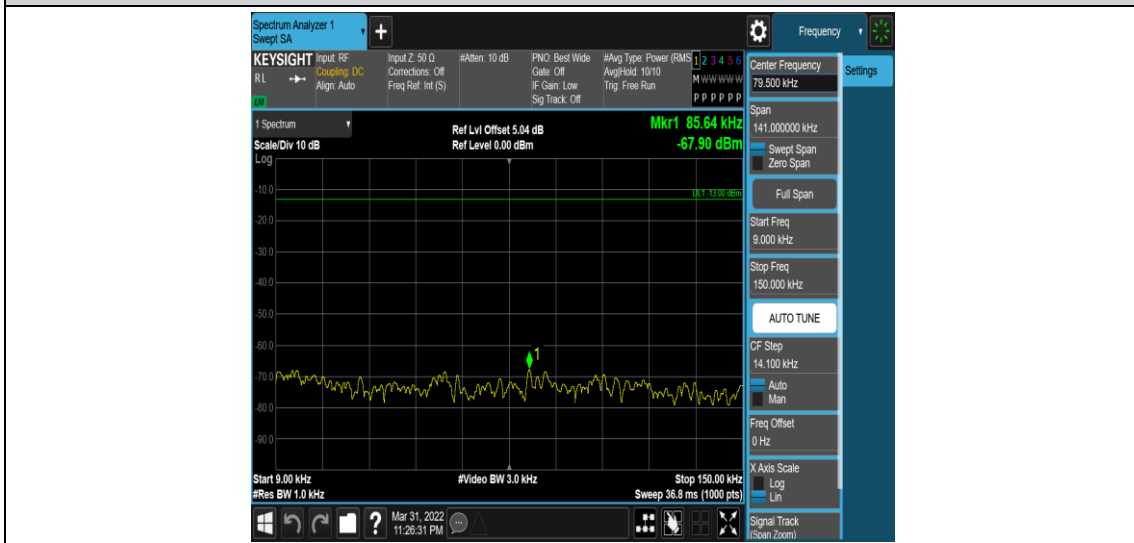 Spectrum Analyzer 1
Swept SA
+
Frequency
KEYSIGHT
RL
LXI
Input: RF
Coupling: DC
Align: Auto
Input Z: 50 Ω
Corrections: Off
Freq Ref: Int (S)
#Atten: 10 dB
PNO: Best Wide
Gate: Off
IF Gain: Low
Sig Track: Off
#Avg Type: Power (RMS
Avg|Hold: 10/10
Trig: Free Run
1 2 3 4 5 6
M W W W W W
P P P P P P
Center Frequency
79.500 kHz
Settings
Span
141.000000 kHz
Swept Span
Zero Span
Full Span
Start Freq
9.000 kHz
Stop Freq
150.000 kHz
AUTO TUNE
CF Step
14.100 kHz
Auto
Man
Freq Offset
0 Hz
X Axis Scale
Log
Lin
Signal Track
(Span Zoom)
1 Spectrum
Scale/Div 10 dB
Log
Ref Lvl Offset 5.04 dB
Ref Level 0.00 dBm
Mkr1 85.64 kHz
-67.90 dBm
DL1 -13.00 dBm
-10.0
-20.0
-30.0
-40.0
-50.0
-60.0
-70.0
-80.0
-90.0
1
Start 9.00 kHz
#Res BW 1.0 kHz
#Video BW 3.0 kHz
Stop 150.00 kHz
Sweep 36.8 ms (1000 pts)
?
Mar 31, 2022
11:26:31 PM